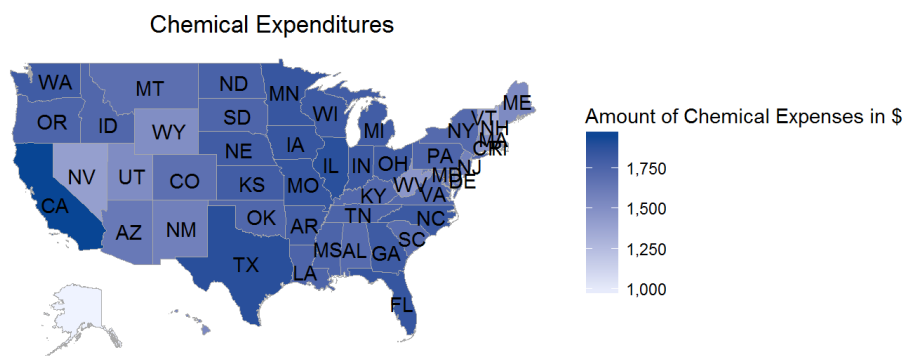 Chemical Expenditures
WA
MT
ND
MN
ME
VT
NH
OR
ID
SD
WI
MI
NY
MA
WY
CT
RI
NE
IA
PA
NJ
NV
UT
CO
KS
MO
IL
IN
OH
MD
DE
WV
VA
KY
CA
AZ
NM
OK
AR
TN
NC
SC
TX
LA
MS
AL
GA
FL
Amount of Chemical Expenses in $
1,750
1,500
1,250
1,000